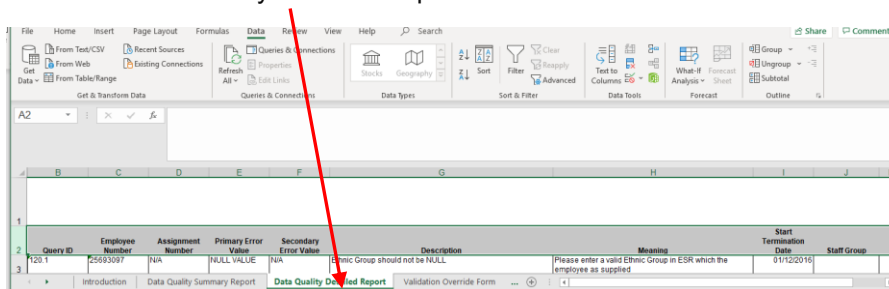 File Home Insert Page Layout Formulas Data Review View Help Search Share Comment
From Text/CSV Recent Sources Queries & Connections Clear Group
From Web Existing Connections Properties Reapply Ungroup
Get Data From Table/Range Refresh All Edit Links Stocks Geography Sort Filter Advanced Text to Columns What-If Analysis Forecast Sheet Subtotal
Get & Transform Data Queries & Connections Data Types Sort & Filter Data Tools Forecast Outline
A2 fx
B C D E F G H I J
1
2 Query ID Employee Number Assignment Number Primary Error Value Secondary Error Value Description Meaning Start Termination Date Staff Group
3 120.1 25693097 N/A NULL VALUE N/A Ethnic Group should not be NULL Please enter a valid Ethnic Group in ESR which the 01/12/2016
employee as supplied
Introduction Data Quality Summary Report Data Quality Detailed Report Validation Override Form ...